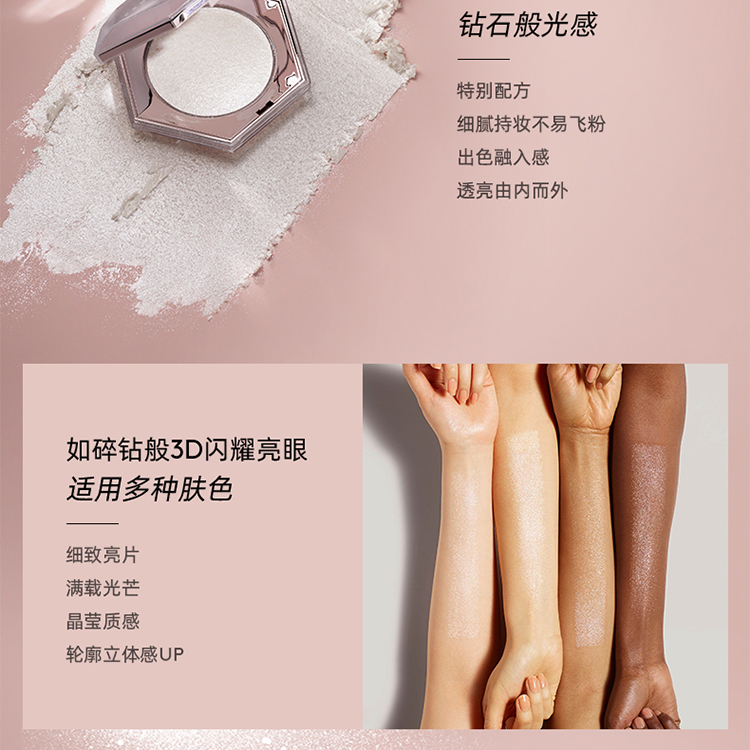 钻石般光感
特别配方
细腻持妆不易飞粉
出色融入感
透亮由内而外
如碎钻般3D闪耀亮眼
适用多种肤色
细致亮片
满载光芒
晶莹质感
轮廓立体感UP